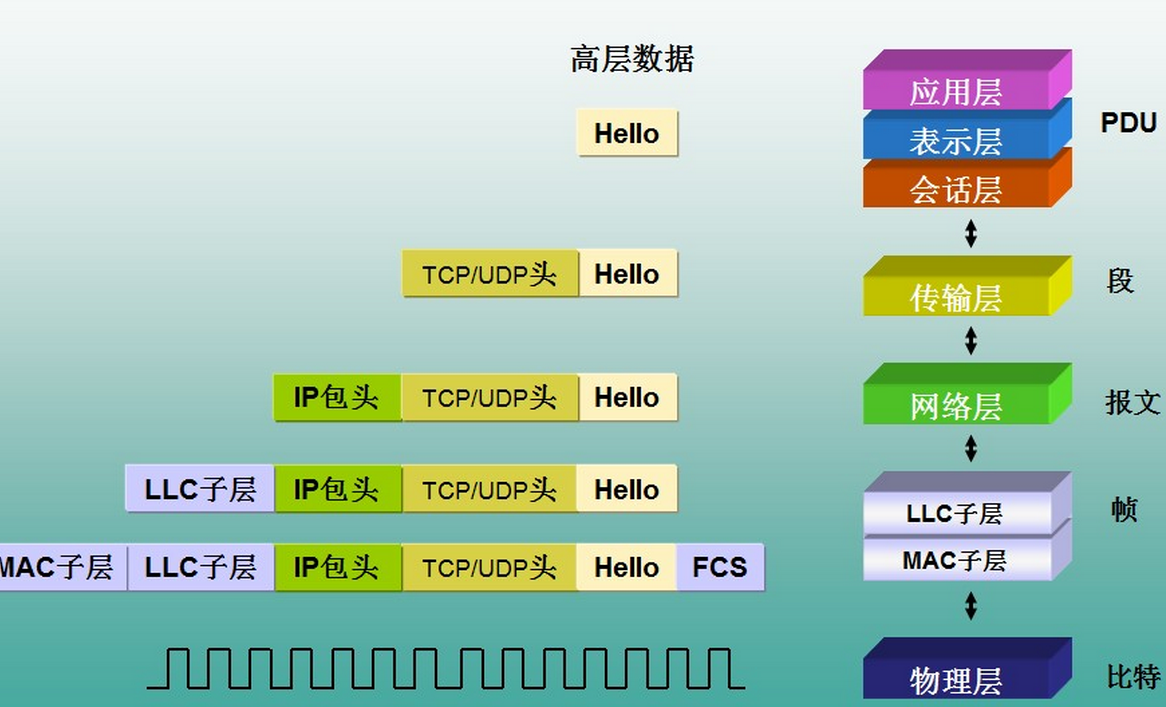 高层数据
应用层
PDU
Hello
表示层
会话层
TCP/UDP头 Hello
传输层
段
IP包头 TCP/UDP头 Hello
网络层
报文
LLC子层 IP包头 TCP/UDP头 Hello
LLC子层
帧
MAC子层 LLC子层 IP包头 TCP/UDP头 Hello FCS
MAC子层
物理层
比特